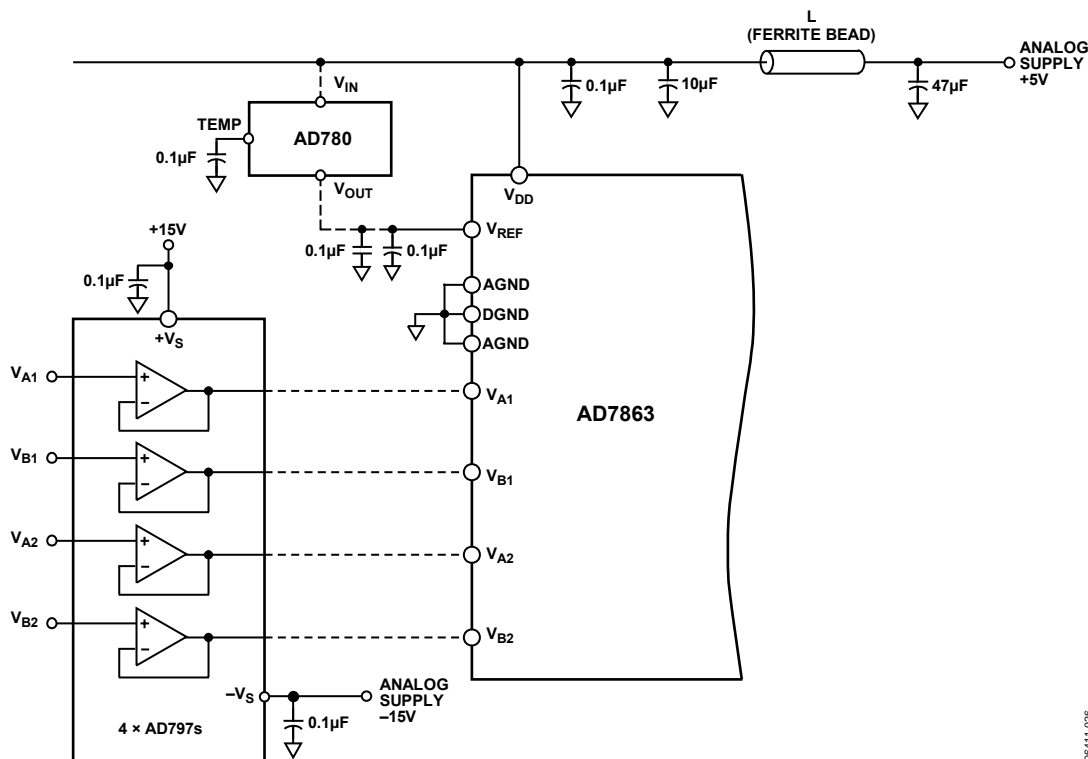 L
(FERRITE BEAD)
ANALOG
SUPPLY
+5V
0.1µF
10µF
47µF
VIN
TEMP
AD780
0.1µF
VOUT
VDD
VREF
0.1µF
0.1µF
+15V
0.1µF
+VS
AGND
DGND
AGND
VA1
VA1
AD7863
VB1
VB1
VA2
VA2
VB2
VB2
–VS
ANALOG
SUPPLY
–15V
0.1µF
4 × AD797s
06411-026